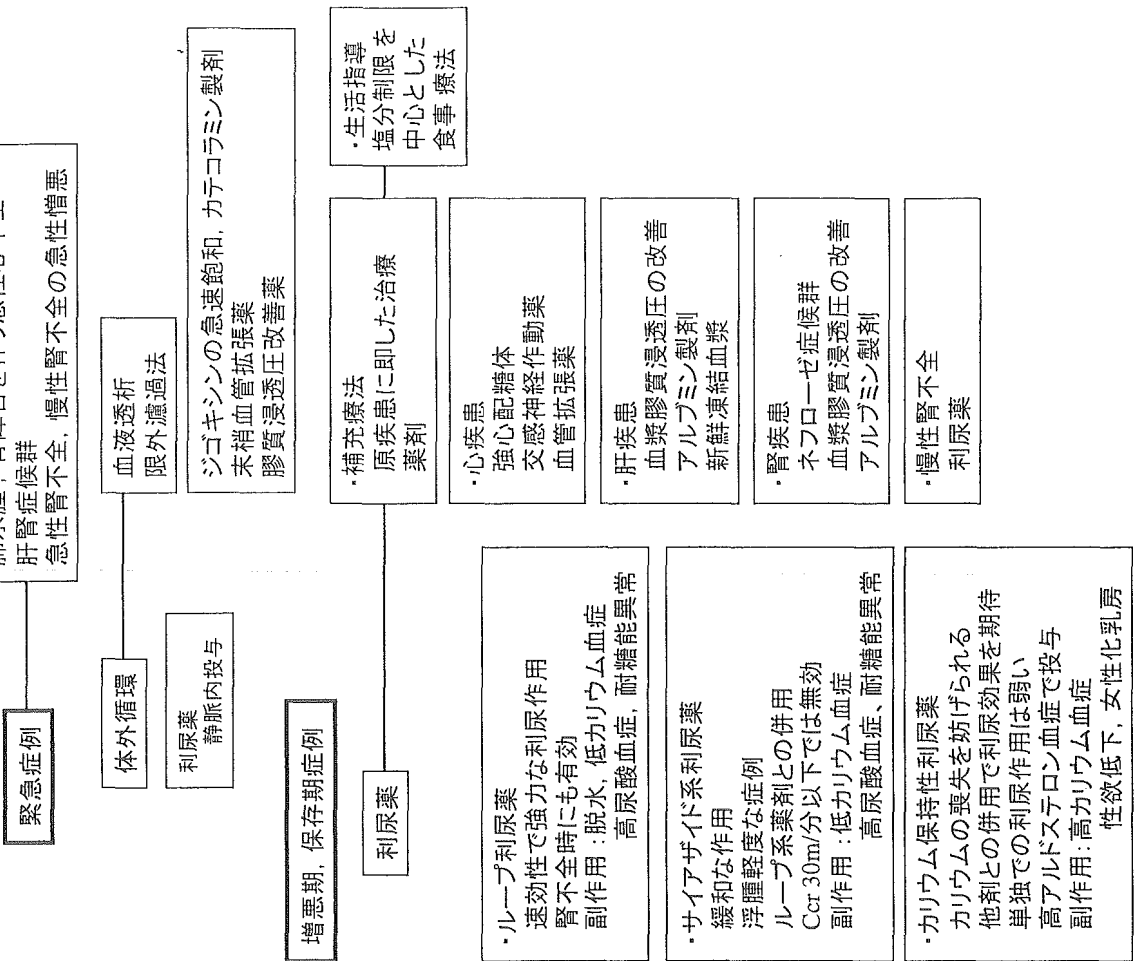 緊急症例
肝腎症候群
急性腎不全, 慢性腎不全の急性憎悪
体外循環
血液透析
限外濾過法
利尿薬
静脈内投与
ジゴキシンの急速飽和, カテコラミン製剤
末梢血管拡張薬
膠質浸透圧改善薬
増悪期, 保存期症例
利尿薬
・補充療法
原疾患に即した治療
薬剤
・生活指導
塩分制限を
中心とした
食事療法
・ループ利尿薬
速効性で強力な利尿作用
腎不全時にも有効
副作用：脱水, 低カリウム血症
高尿酸血症, 耐糖能異常
・サイアザイド系利尿薬
緩和な作用
浮腫軽度な症例
ループ系薬剤との併用
Ccr 30m/分以下では無効
副作用：低カリウム血症
高尿酸血症、耐糖能異常
・カリウム保持性利尿薬
カリウムの喪失を妨げられる
他剤との併用で利尿効果を期待
単独での利尿作用は弱い
高アルドステロン血症で投与
副作用：高カリウム血症
性欲低下, 女性化乳房
・心疾患
強心配糖体
交感神経作動薬
血管拡張薬
・肝疾患
血漿膠質浸透圧の改善
アルブミン製剤
新鮮凍結血漿
・腎疾患
ネフローゼ症候群
血漿膠質浸透圧の改善
アルブミン製剤
・慢性腎不全
利尿薬